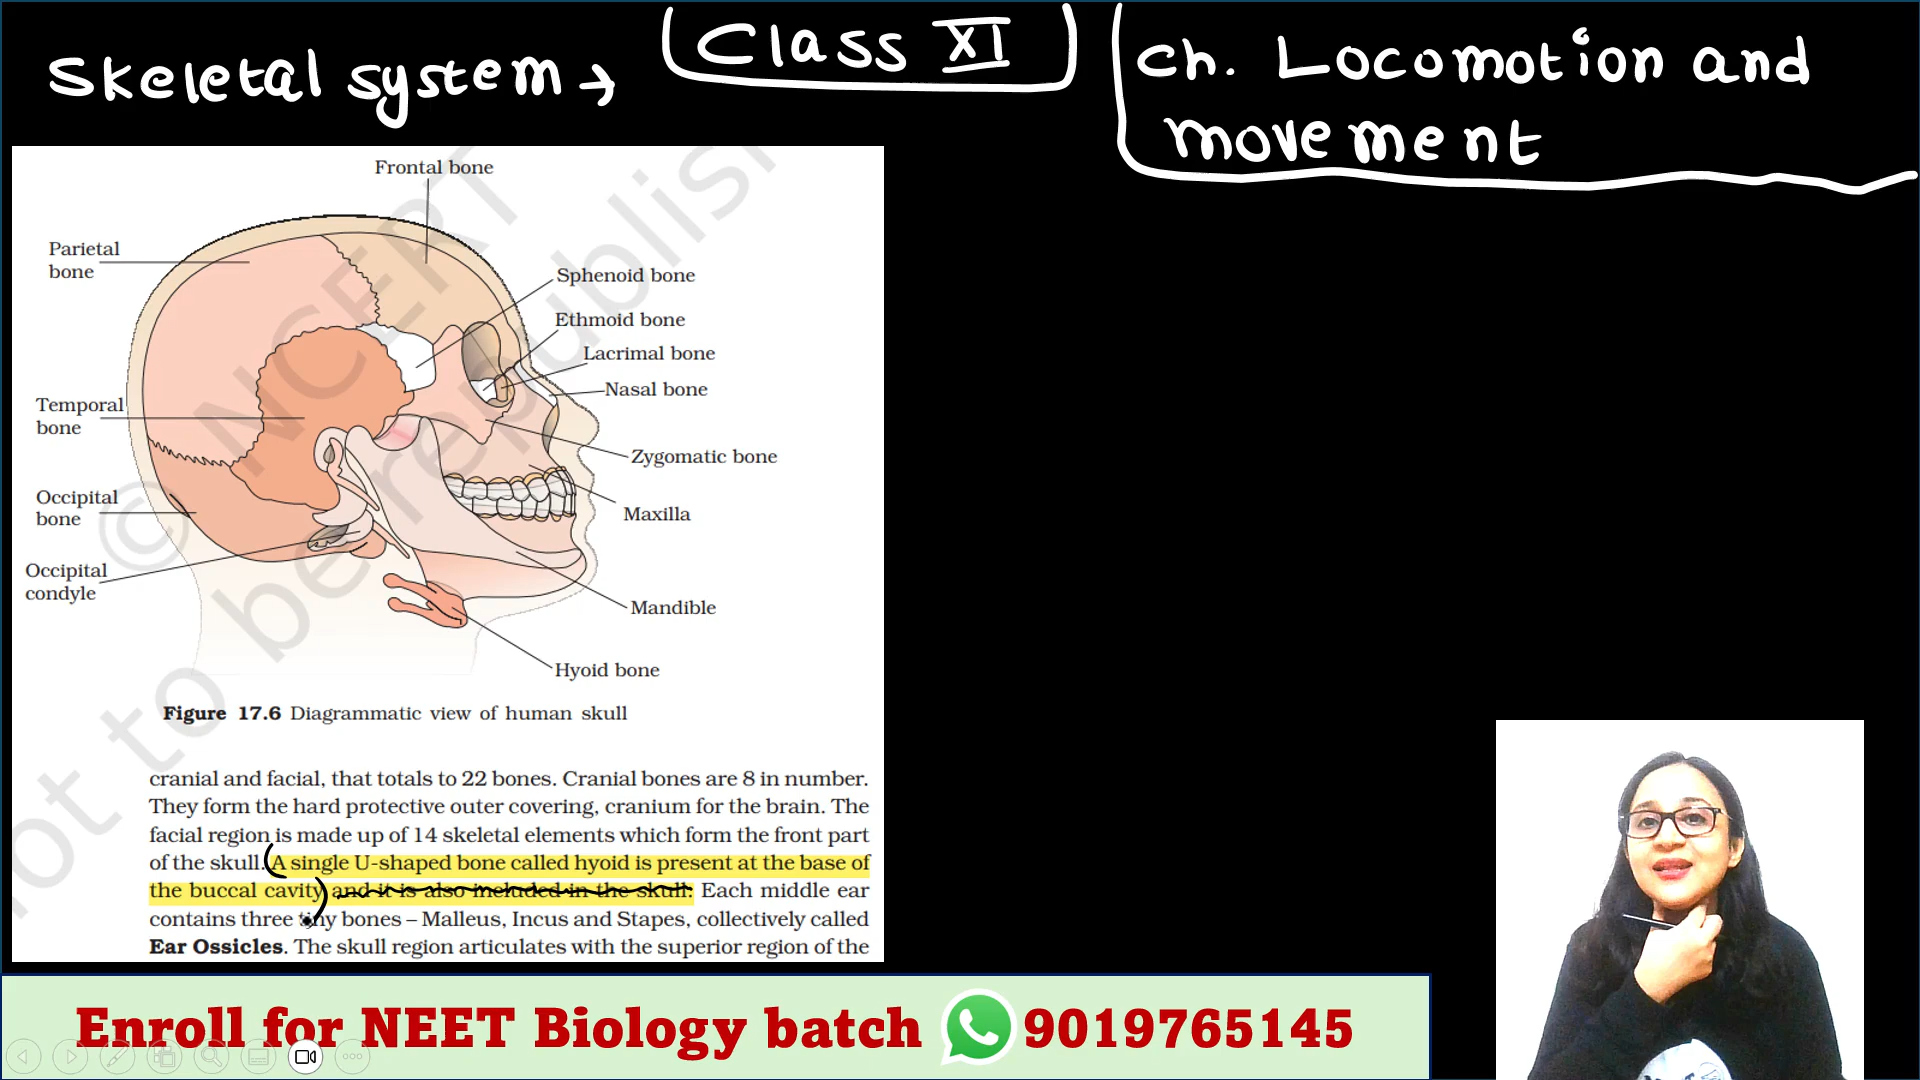 Skeletal system →
Class XI
Ch. Locomotion and
movement
Frontal bone
Parietal
bone
Sphenoid bone
Ethmoid bone
Lacrimal bone
Nasal bone
Temporal
bone
Zygomatic bone
Occipital
bone
Maxilla
Occipital
condyle
Mandible
Hyoid bone
© NCERT
not to be republis
Figure 17.6 Diagrammatic view of human skull
cranial and facial, that totals to 22 bones. Cranial bones are 8 in number.
They form the hard protective outer covering, cranium for the brain. The
facial region is made up of 14 skeletal elements which form the front part
of the skull. (A single U-shaped bone called hyoid is present at the base of
the buccal cavity) and it is also included in the skull. Each middle ear
contains three tiny bones – Malleus, Incus and Stapes, collectively called
Ear Ossicles. The skull region articulates with the superior region of the
Enroll for NEET Biology batch 9019765145